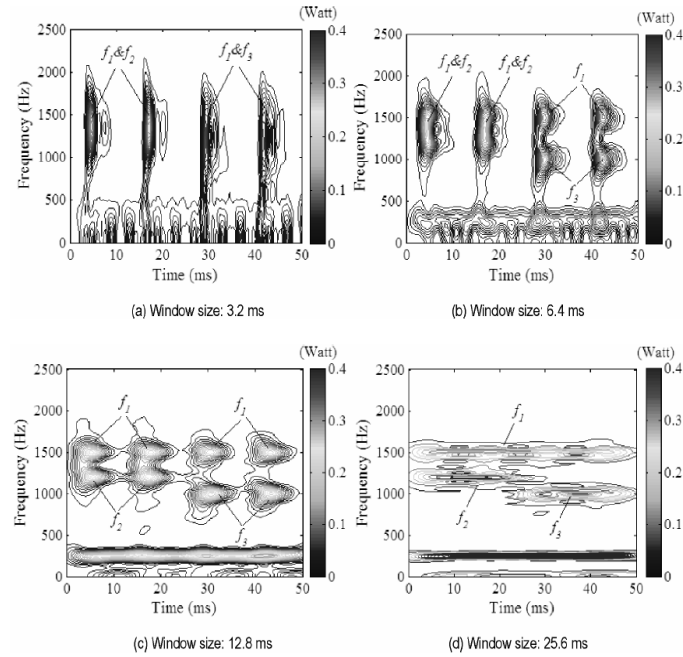 (Watt)
2500
2000
1500
1000
500
0
Frequency (Hz)
f1&f2
f1&f3
0 10 20 30 40 50
Time (ms)
0.4
0.3
0.2
0.1
0
(a) Window size: 3.2 ms
(Watt)
2500
2000
1500
1000
500
0
Frequency (Hz)
f1&f2
f1&f2
f1
f3
0 10 20 30 40 50
Time (ms)
0.4
0.3
0.2
0.1
0
(b) Window size: 6.4 ms
(Watt)
2500
2000
1500
1000
500
0
Frequency (Hz)
f1
f1
f2
f3
0 10 20 30 40 50
Time (ms)
0.4
0.3
0.2
0.1
0
(c) Window size: 12.8 ms
(Watt)
2500
2000
1500
1000
500
0
Frequency (Hz)
f1
f2
f3
0 10 20 30 40 50
Time (ms)
0.4
0.3
0.2
0.1
0
(d) Window size: 25.6 ms